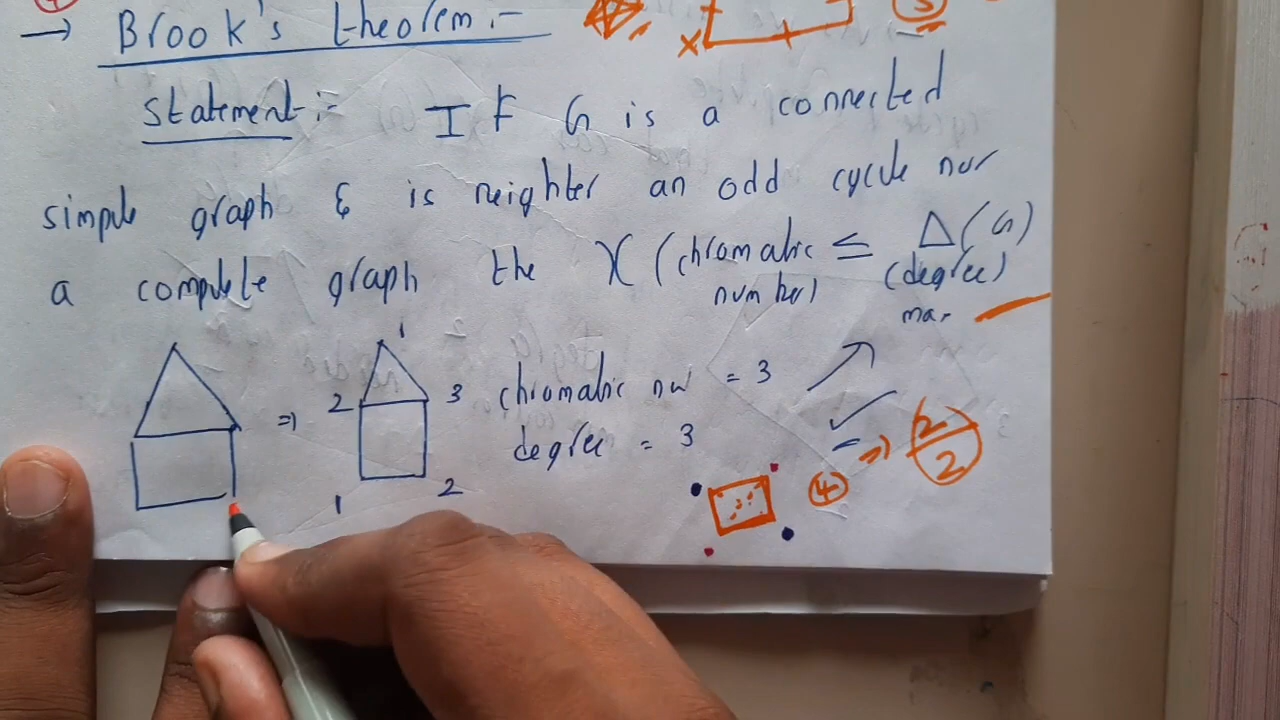 → Brook's theorem :-
statement :- If G is a connected
simple graph & is neighter an odd cycle nor
a complete graph the χ (chromatic number) ≤ Δ(G) (degree) max
1
2 3 chromatic no = 3
=) degree = 3
=) 2/2
1 2 4